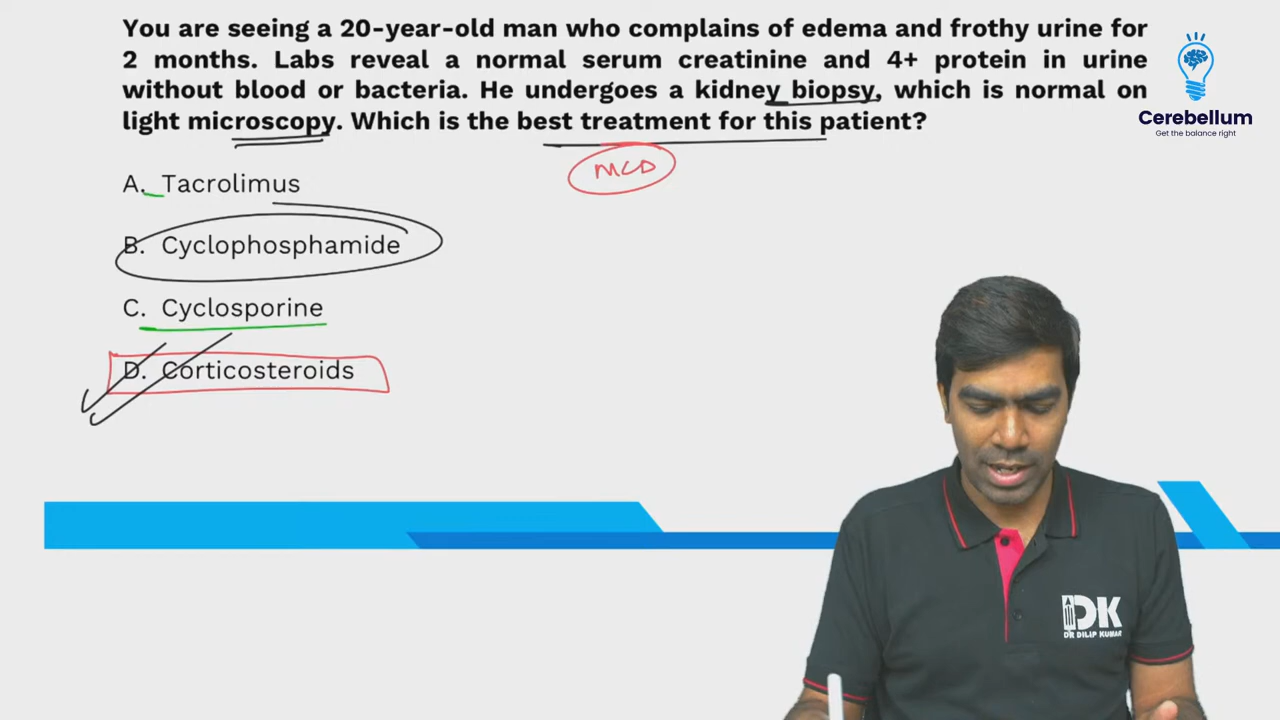 You are seeing a 20-year-old man who complains of edema and frothy urine for
2 months. Labs reveal a normal serum creatinine and 4+ protein in urine
without blood or bacteria. He undergoes a kidney biopsy, which is normal on
light microscopy. Which is the best treatment for this patient?
Cerebellum
Get the balance right
MCD
A. Tacrolimus
B. Cyclophosphamide
C. Cyclosporine
D. Corticosteroids
DK
DR DILIP KUMAR